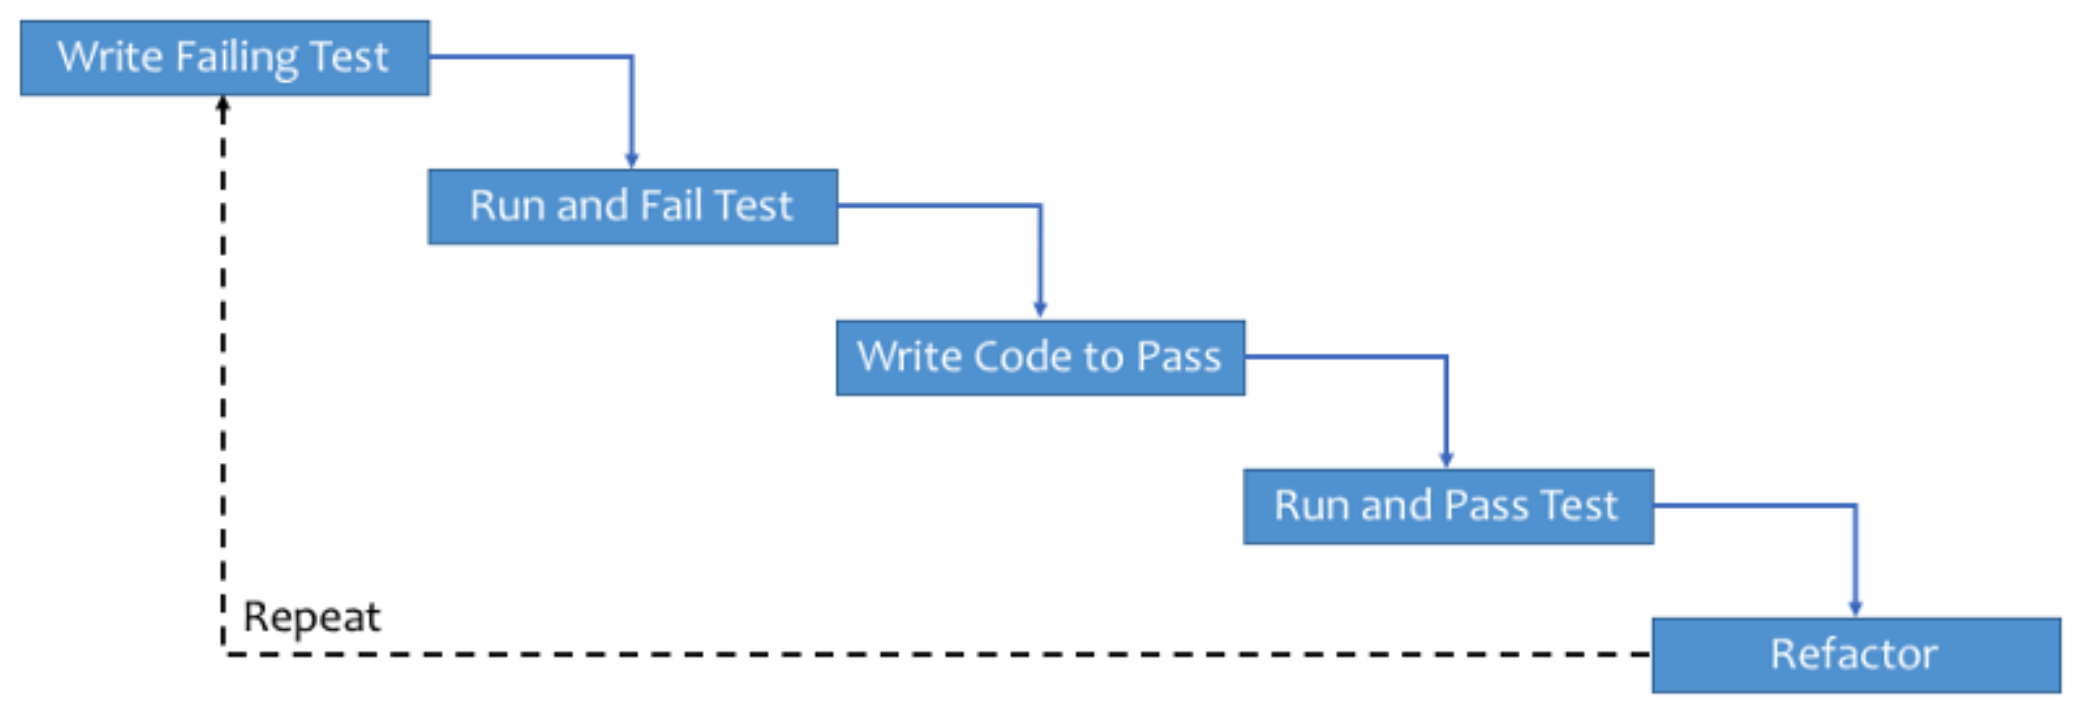 Write Failing Test
Run and Fail Test
Write Code to Pass
Run and Pass Test
Repeat
Refactor